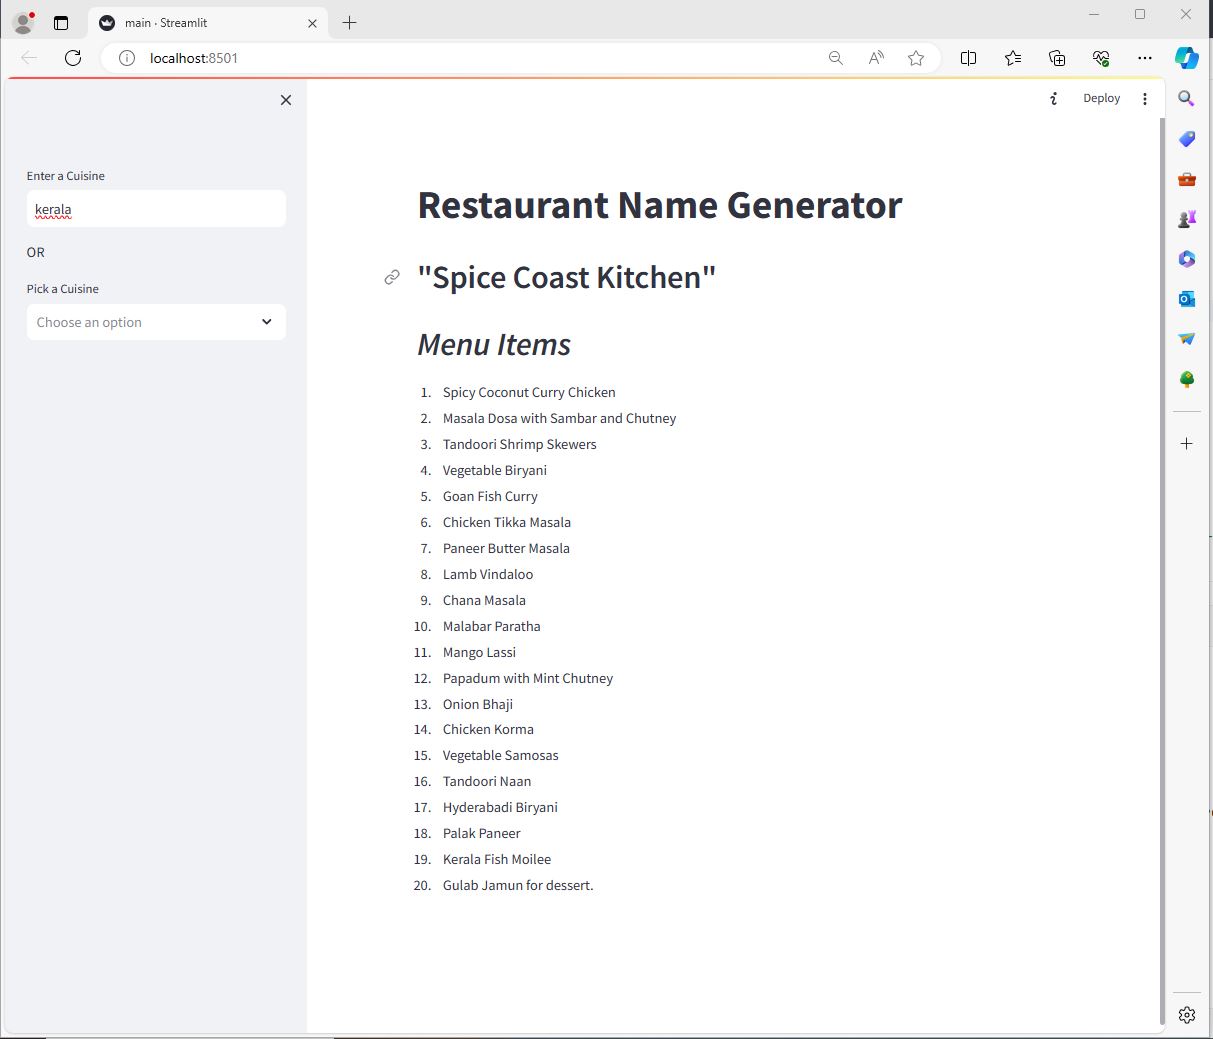 main · Streamlit
localhost:8501
Deploy
Enter a Cuisine
kerala
OR
Pick a Cuisine
Choose an option
Restaurant Name Generator
"Spice Coast Kitchen"
Menu Items
1. Spicy Coconut Curry Chicken
2. Masala Dosa with Sambar and Chutney
3. Tandoori Shrimp Skewers
4. Vegetable Biryani
5. Goan Fish Curry
6. Chicken Tikka Masala
7. Paneer Butter Masala
8. Lamb Vindaloo
9. Chana Masala
10. Malabar Paratha
11. Mango Lassi
12. Papadum with Mint Chutney
13. Onion Bhaji
14. Chicken Korma
15. Vegetable Samosas
16. Tandoori Naan
17. Hyderabadi Biryani
18. Palak Paneer
19. Kerala Fish Moilee
20. Gulab Jamun for dessert.